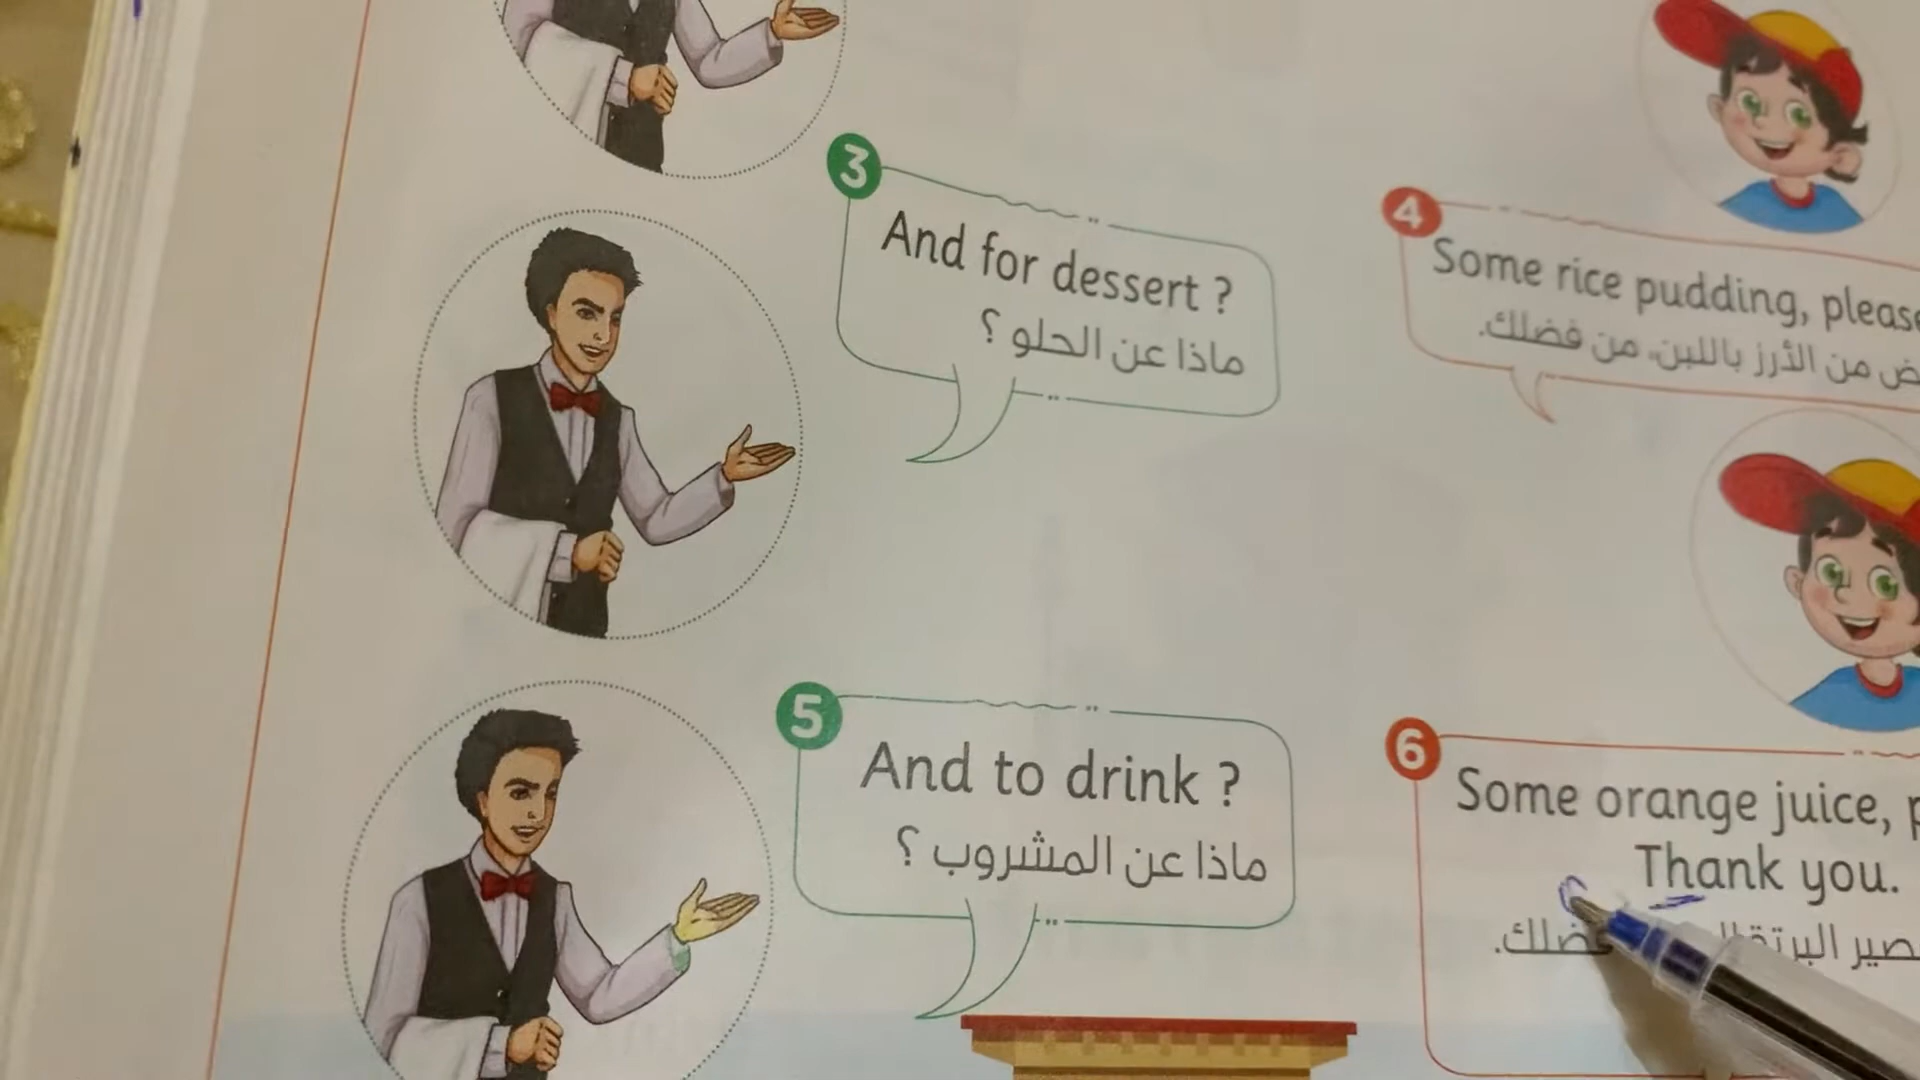 3
And for dessert ?
ماذا عن الحلو ؟
4
Some rice pudding, please
من الأرز باللبن، من فضلك.
5
And to drink ?
ماذا عن المشروب ؟
6
Some orange juice,
Thank you.